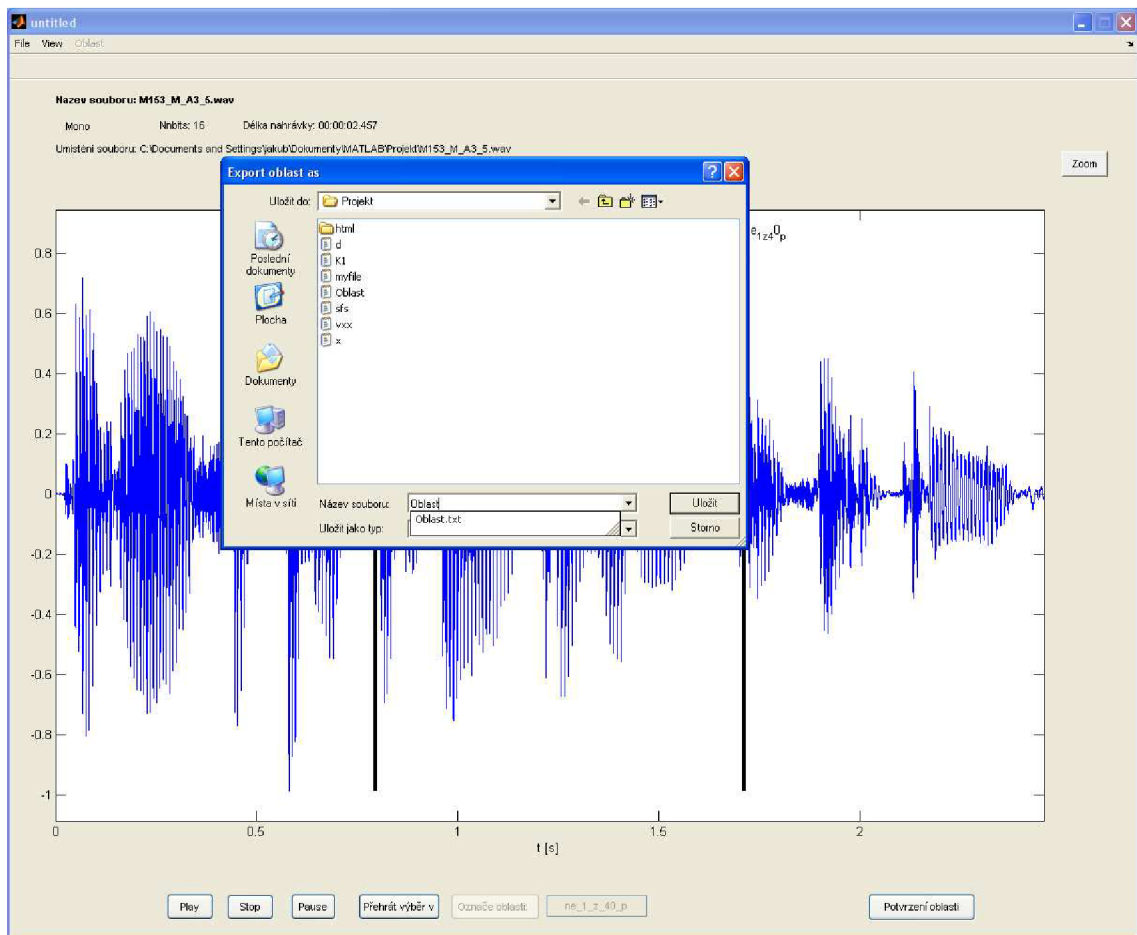 untitled
File View Oblast
Nazev souboru: M153_M_A3_5.wav
Mono Nnbits: 16 Délka nahrávky: 00:00:02.457
Umístění souboru: C:\Documents and Settings\jakub\Dokumenty\MATLAB\Projekt\M153_M_A3_5.wav
Zoom
Export oblast as
Uložit do: Projekt
Poslední dokumenty
Plocha
Dokumenty
Tento počítač
Místa v síti
html
d
K1
myfile
Oblast
sfs
vxx
x
Název souboru: Oblast
Uložit
Oblast.txt
Uložit jako typ:
Storno
e1z40p
0.8
0.6
0.4
0.2
0
-0.2
-0.4
-0.6
-0.8
-1
0 0.5 1 1.5 2
t [s]
Play Stop Pause Přehrát výběr v Označe oblasti: ne_1_z_40_p Potvrzení oblasti